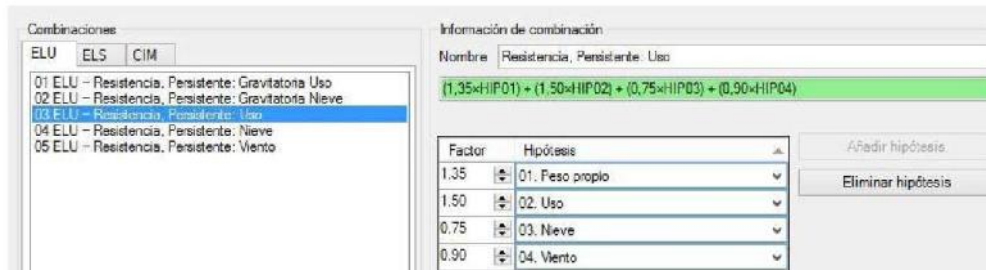 Combinaciones
ELU ELS CIM
01 ELU – Resistencia, Persistente: Gravitatoria Uso
02 ELU – Resistencia, Persistente: Gravitatoria Nieve
03 ELU – Resistencia, Persistente: Uso
04 ELU – Resistencia, Persistente: Nieve
05 ELU – Resistencia, Persistente: Viento
Información de combinación
Nombre Resistencia, Persistente: Uso
(1,35×HIP01) + (1,50×HIP02) + (0,75×HIP03) + (0,90×HIP04)
Factor Hipótesis
1.35 01. Peso propio
1.50 02. Uso
0.75 03. Nieve
0.90 04. Viento
Añadir hipótesis
Eliminar hipótesis